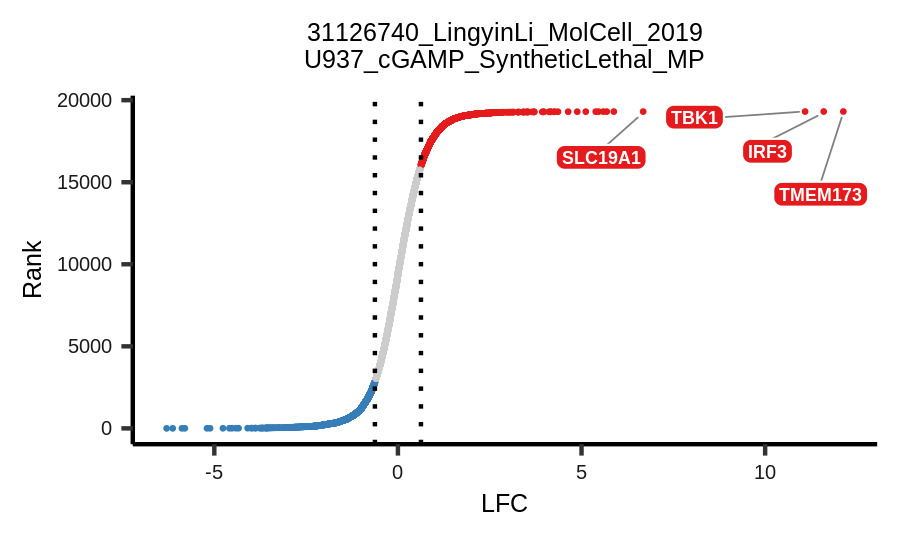 31126740_LingyinLi_MolCell_2019
U937_cGAMP_SyntheticLethal_MP
20000
15000
10000
5000
0
Rank
TBK1
SLC19A1
IRF3
TMEM173
-5
0
5
10
LFC